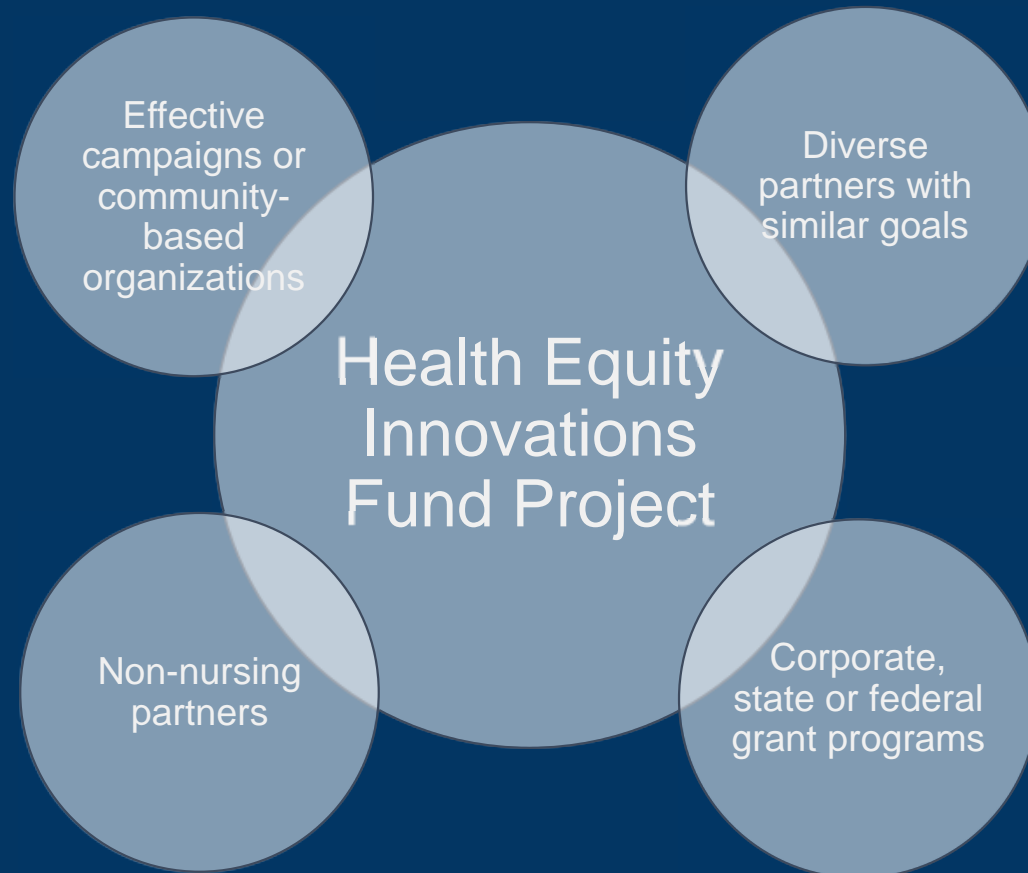 Effective
campaigns or
community-
based
organizations
Diverse
partners with
similar goals
Health Equity
Innovations
Fund Project
Non-nursing
partners
Corporate,
state or federal
grant programs